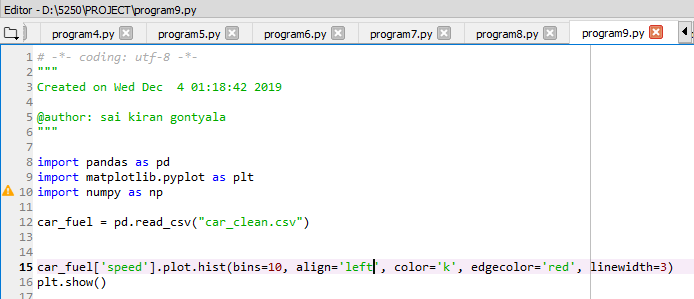 Editor - D:\5250\PROJECT\program9.py
program4.py program5.py program6.py program7.py program8.py program9.py
1 # -*- coding: utf-8 -*-
2 """
3 Created on Wed Dec  4 01:18:42 2019
4
5 @author: sai kiran gontyala
6 """
7
8 import pandas as pd
9 import matplotlib.pyplot as plt
10 import numpy as np
11
12 car_fuel = pd.read_csv("car_clean.csv")
13
14
15 car_fuel['speed'].plot.hist(bins=10, align='left', color='k', edgecolor='red', linewidth=3)
16 plt.show()